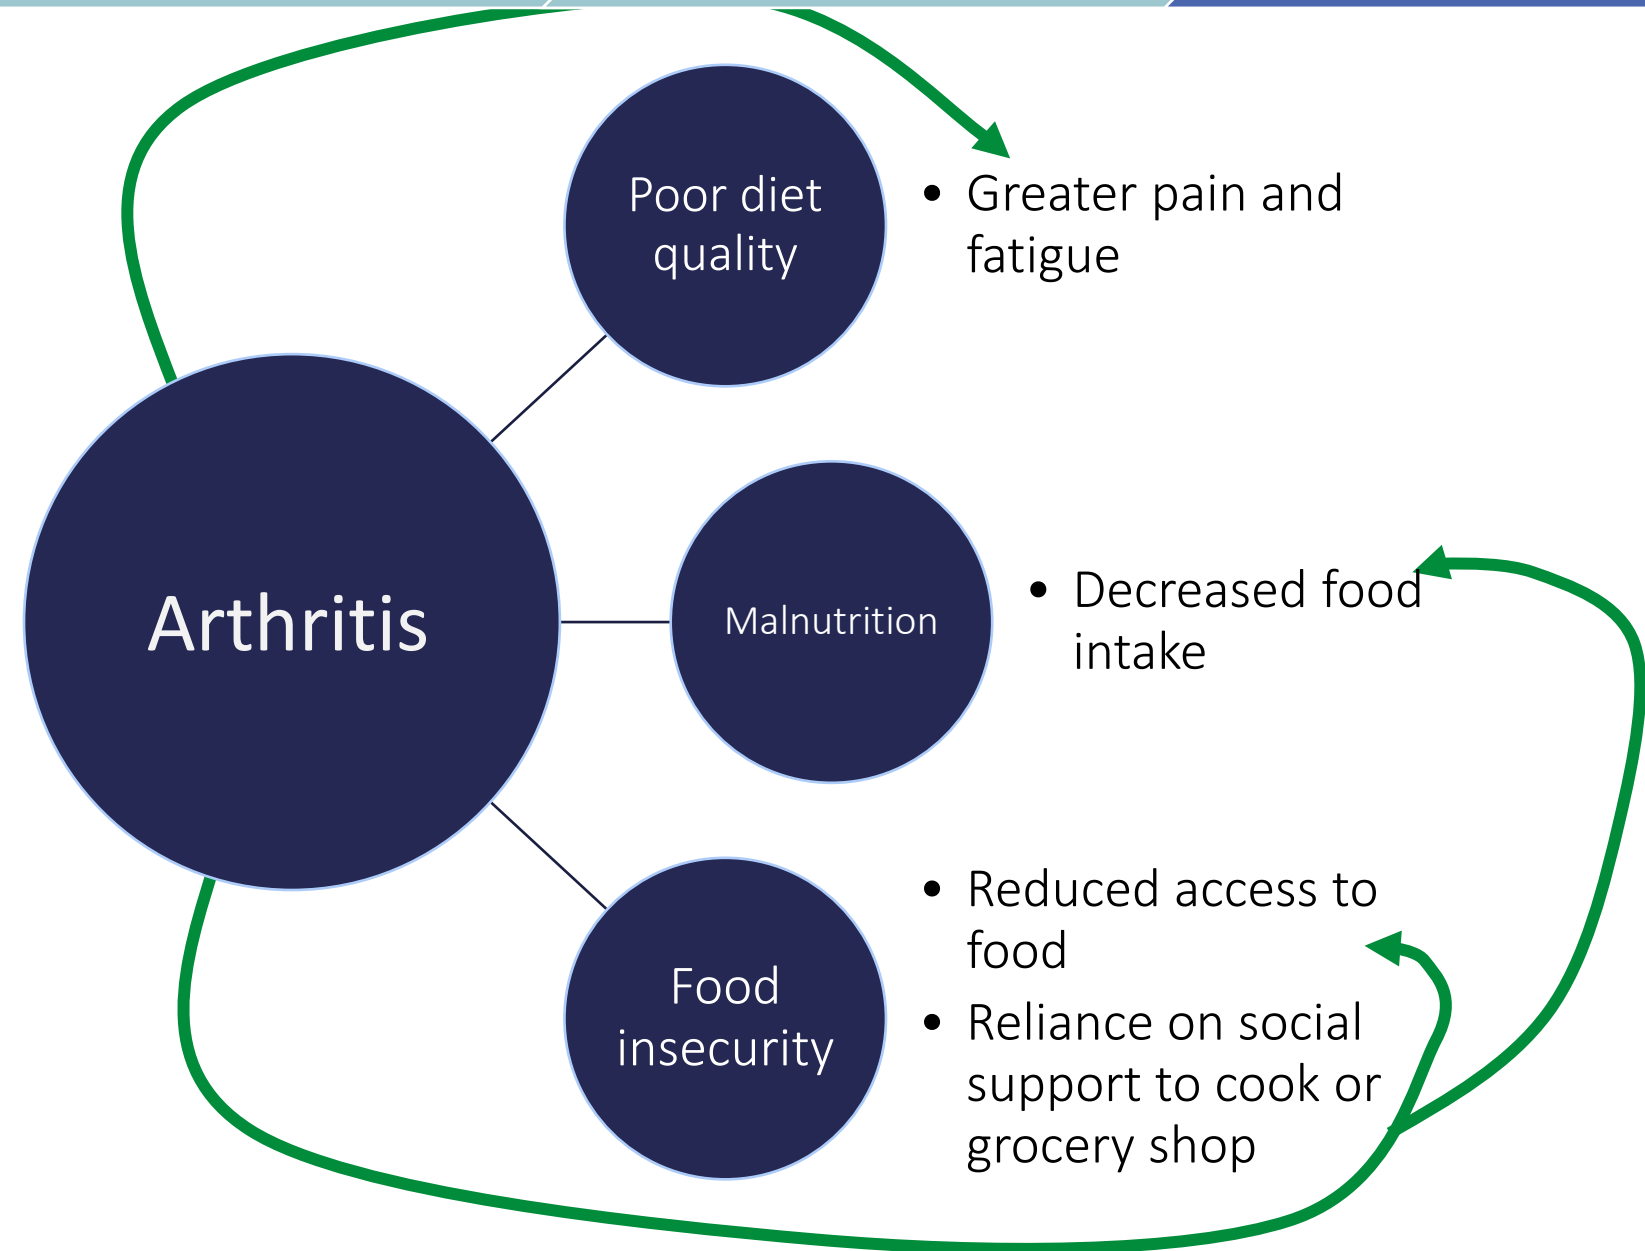 Poor diet
quality
• Greater pain and
fatigue
Arthritis
Malnutrition
• Decreased food
intake
Food
insecurity
• Reduced access to
food
• Reliance on social
support to cook or
grocery shop